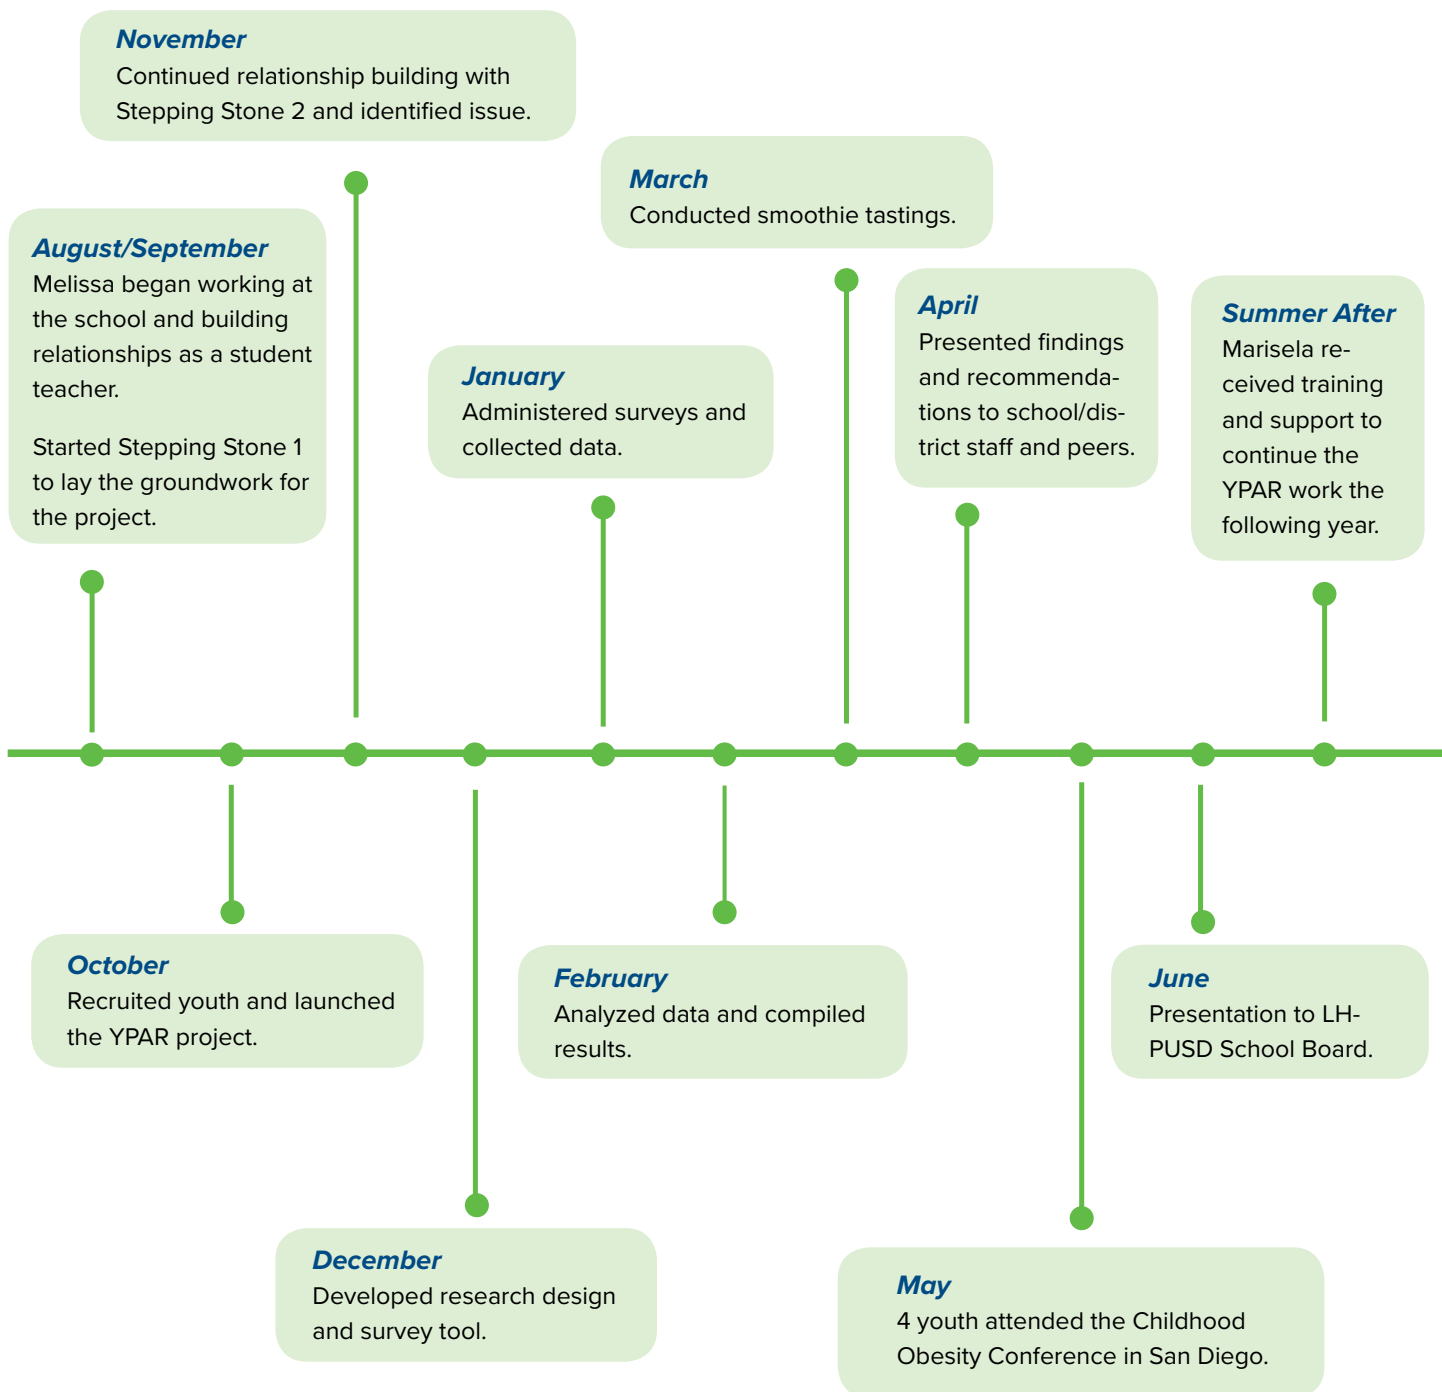 November
Continued relationship building with
Stepping Stone 2 and identified issue.
March
Conducted smoothie tastings.
August/September
Melissa began working at
the school and building
relationships as a student
teacher.
Started Stepping Stone 1
to lay the groundwork for
the project.
January
Administered surveys and
collected data.
April
Presented findings
and recommenda-
tions to school/dis-
trict staff and peers.
Summer After
Marisela re-
ceived training
and support to
continue the
YPAR work the
following year.
October
Recruited youth and launched
the YPAR project.
February
Analyzed data and compiled
results.
June
Presentation to LH-
PUSD School Board.
December
Developed research design
and survey tool.
May
4 youth attended the Childhood
Obesity Conference in San Diego.